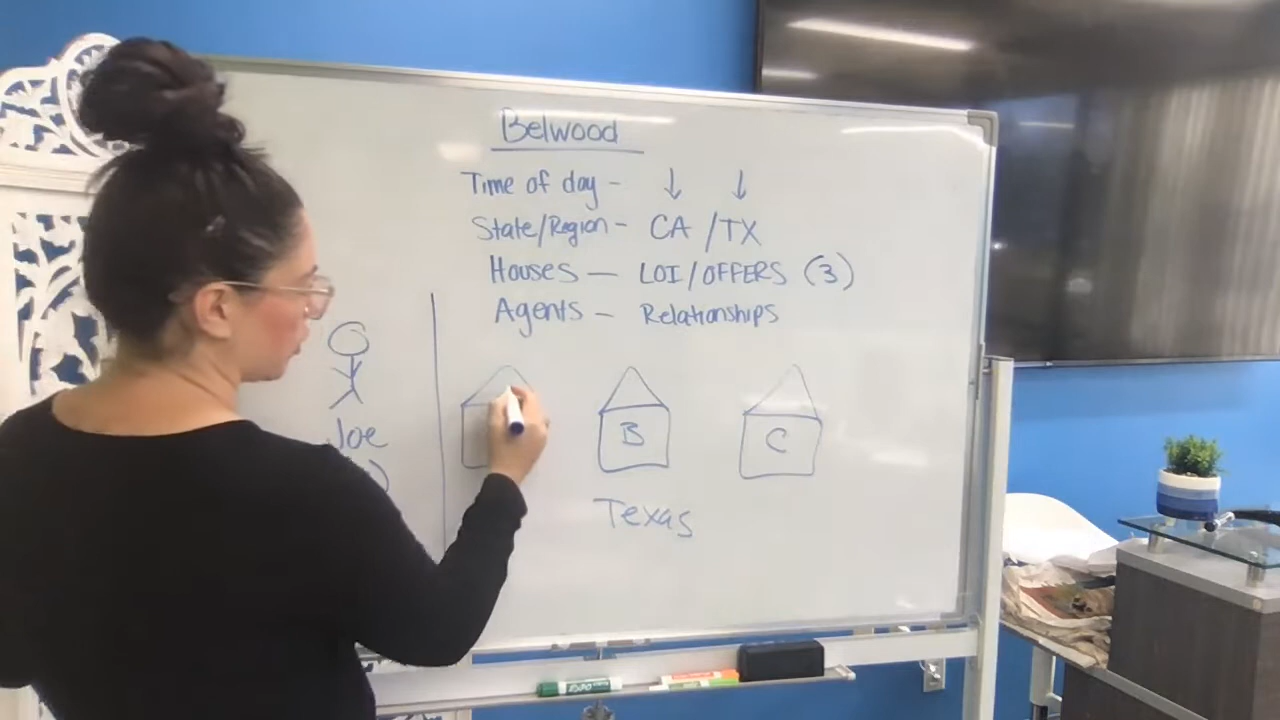 Belwood
Time of day - ↓ ↓
State/Region - CA / TX
Houses — LOI/OFFERS (3)
Agents — Relationships
Joe
B
C
Texas
EXPO